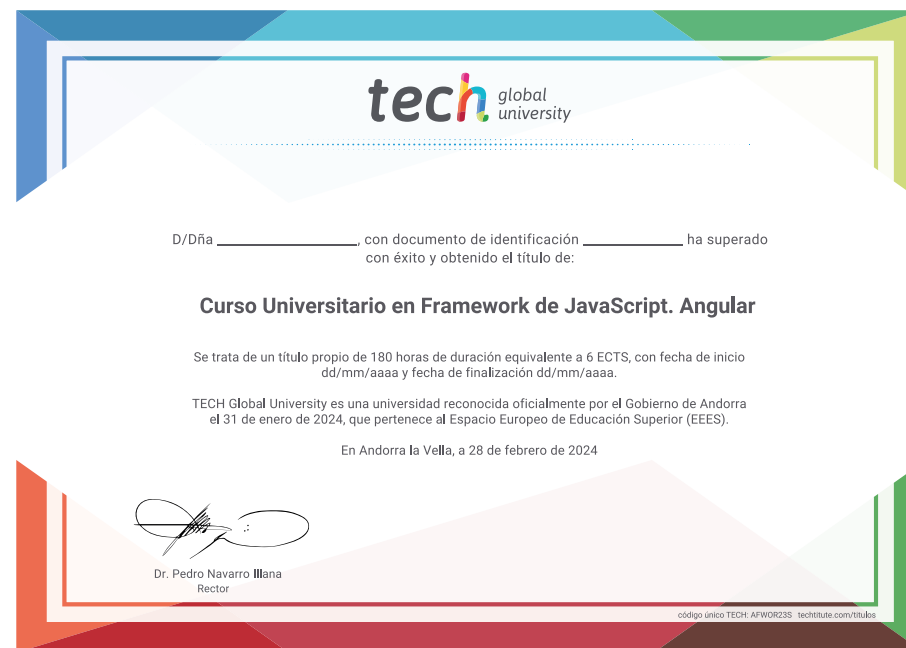 tech global university
D/Dña ____________________, con documento de identificación ______________ ha superado
con éxito y obtenido el título de:
Curso Universitario en Framework de JavaScript. Angular
Se trata de un título propio de 180 horas de duración equivalente a 6 ECTS, con fecha de inicio
dd/mm/aaaa y fecha de finalización dd/mm/aaaa.
TECH Global University es una universidad reconocida oficialmente por el Gobierno de Andorra
el 31 de enero de 2024, que pertenece al Espacio Europeo de Educación Superior (EEES).
En Andorra la Vella, a 28 de febrero de 2024
Dr. Pedro Navarro Illana
Rector
código único TECH: AFWOR23S techtitute.com/titulos